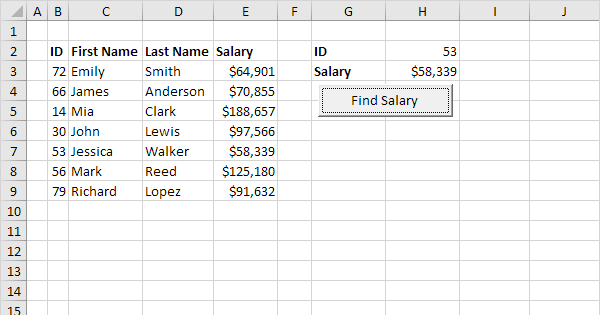 A B C D E F G H I J
1
2 ID First Name Last Name Salary ID 53
3 72 Emily Smith $64,901 Salary $58,339
4 66 James Anderson $70,855 Find Salary
5 14 Mia Clark $188,657
6 30 John Lewis $97,566
7 53 Jessica Walker $58,339
8 56 Mark Reed $125,180
9 79 Richard Lopez $91,632
10
11
12
13
14
15